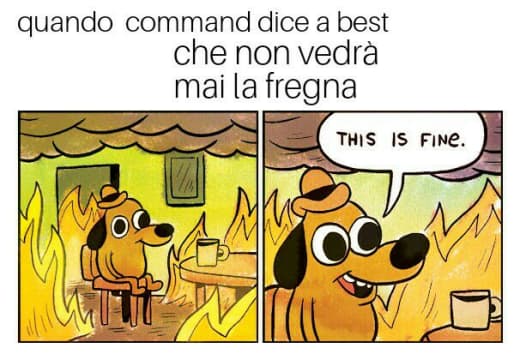 quando command dice a best
che non vedrà
mai la fregna
THIS IS FINE.